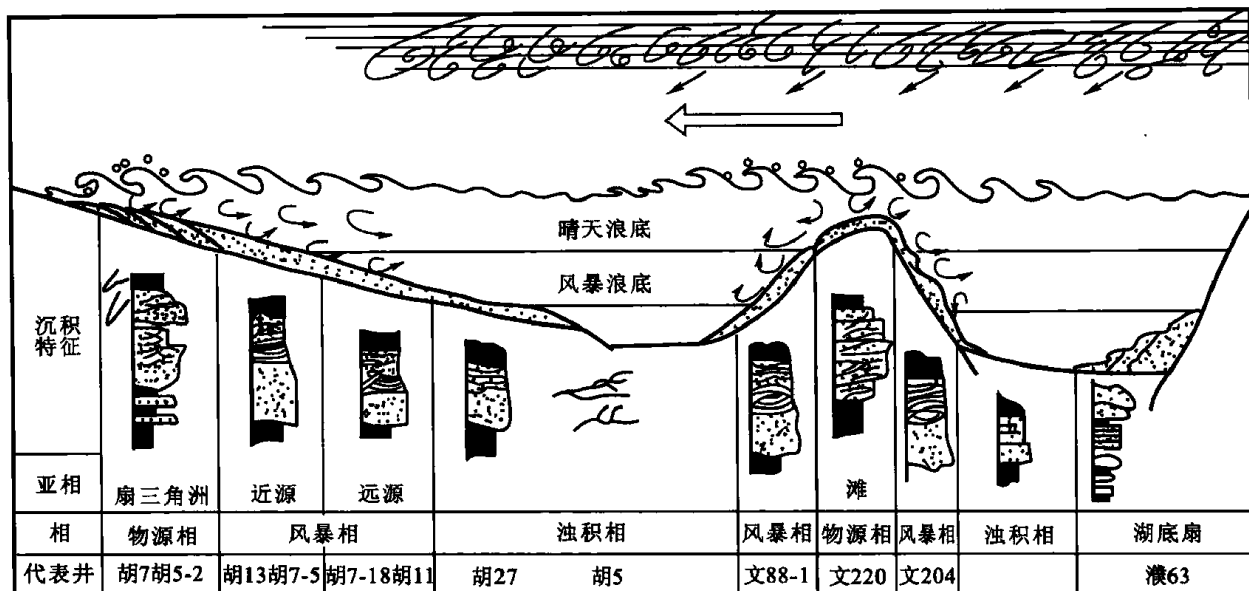 晴天浪底
风暴浪底
沉积
特征
亚相 扇三角洲 近源 远源 滩
相 物源相 风暴相 浊积相 风暴相 物源相 风暴相 浊积相 湖底扇
代表井 胡7胡5-2 胡13胡7-5 胡7-18胡11 胡27 胡5 文88-1 文220 文204 濮63